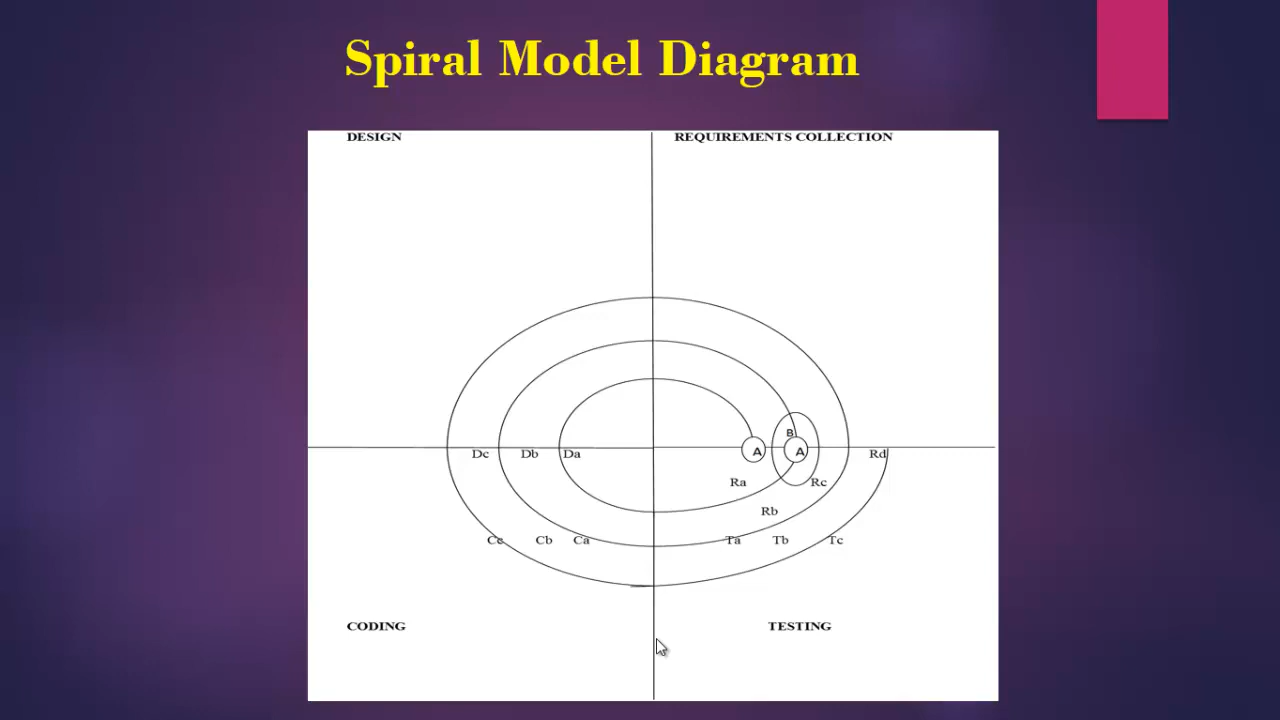 Spiral Model Diagram
DESIGN
REQUIREMENTS COLLECTION
B
A
A
Dc
Db
Da
Rd
Ra
Rc
Rb
Cc
Cb
Ca
Ta
Tb
Tc
CODING
TESTING